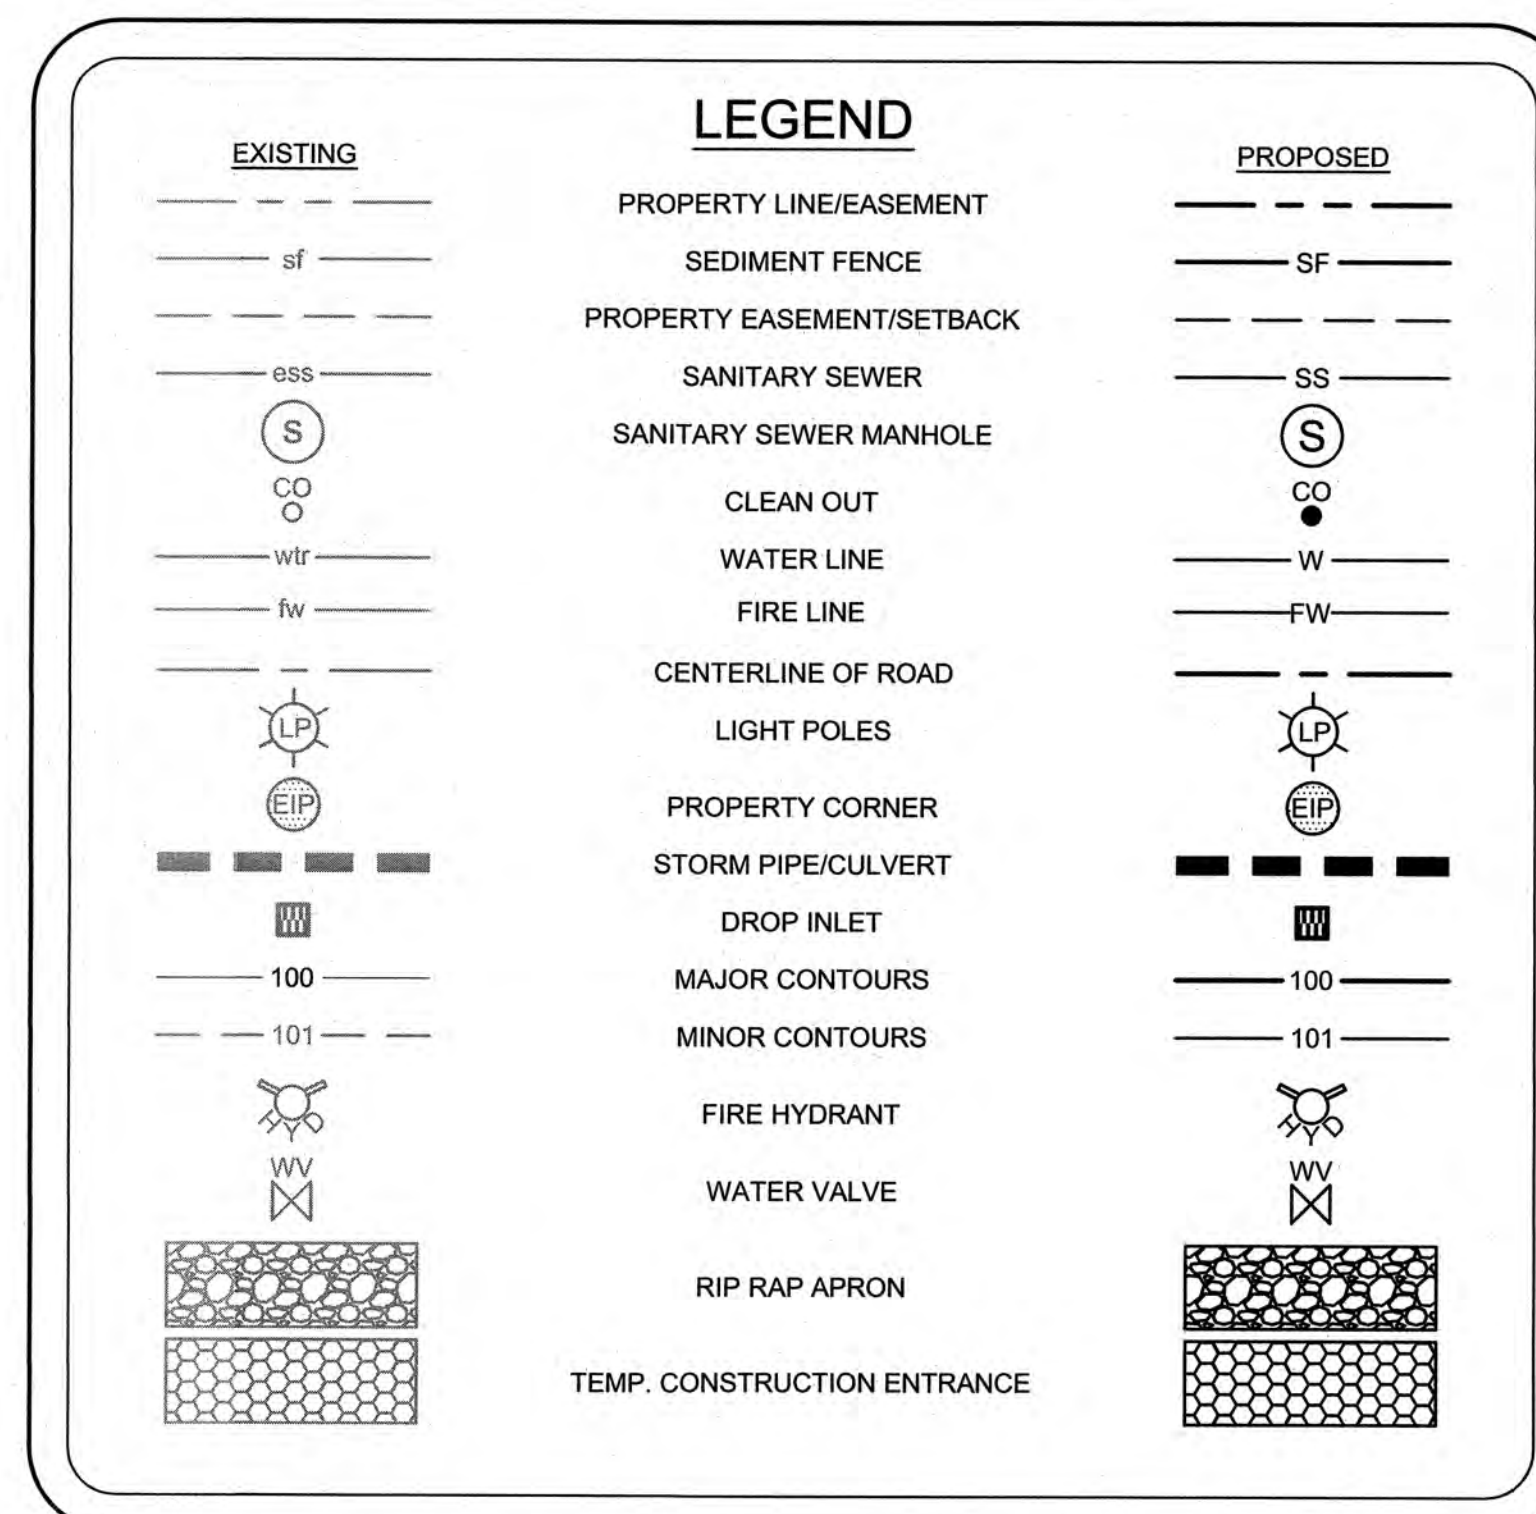 LEGEND
EXISTING PROPOSED
PROPERTY LINE/EASEMENT
sf SEDIMENT FENCE SF
PROPERTY EASEMENT/SETBACK
ess SANITARY SEWER SS
S SANITARY SEWER MANHOLE S
CO CLEAN OUT CO
wtr WATER LINE W
fw FIRE LINE FW
CENTERLINE OF ROAD
LP LIGHT POLES LP
EIP PROPERTY CORNER EIP
STORM PIPE/CULVERT
DROP INLET
100 MAJOR CONTOURS 100
101 MINOR CONTOURS 101
HYD FIRE HYDRANT HYD
WV WATER VALVE WV
RIP RAP APRON
TEMP. CONSTRUCTION ENTRANCE